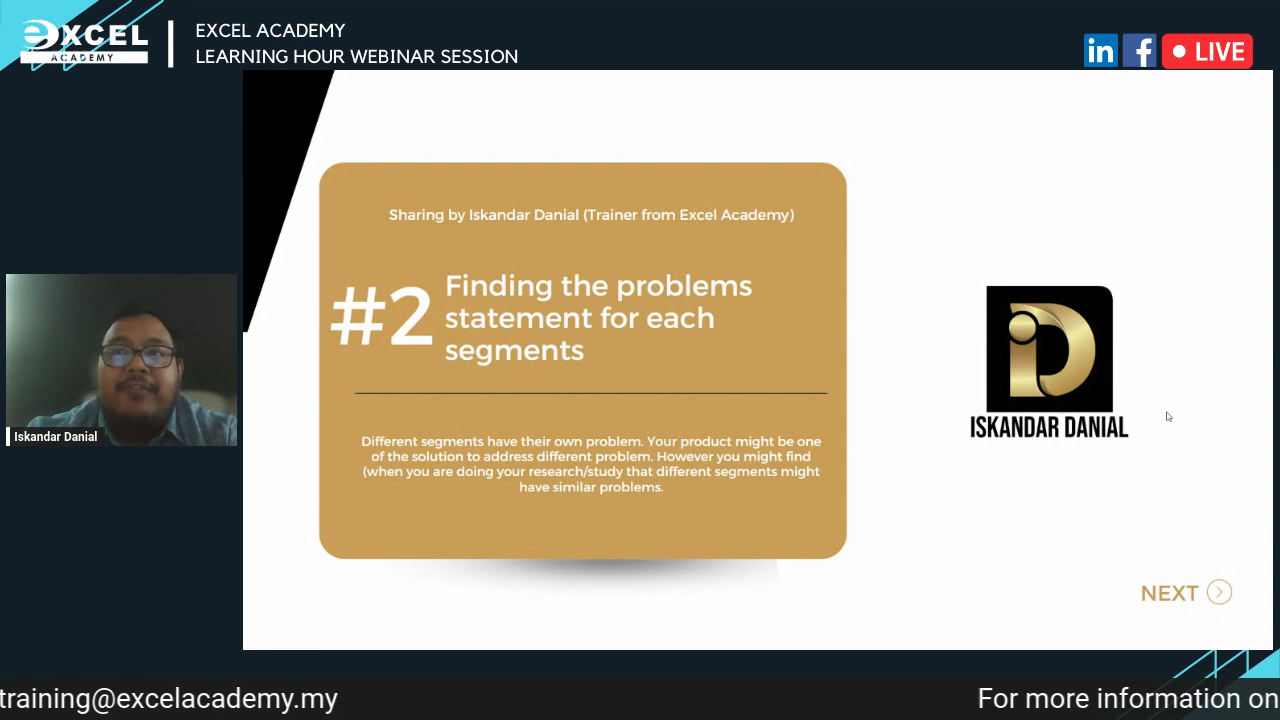 eXCEL
ACADEMY
EXCEL ACADEMY
LEARNING HOUR WEBINAR SESSION
in
f
LIVE
Sharing by Iskandar Danial (Trainer from Excel Academy)
#2
Finding the problems
statement for each
segments
Different segments have their own problem. Your product might be one
of the solution to address different problem. However you might find
(when you are doing your research/study that different segments might
have similar problems.
iD
ISKANDAR DANIAL
Iskandar Danial
NEXT
training@excelacademy.my
For more information on